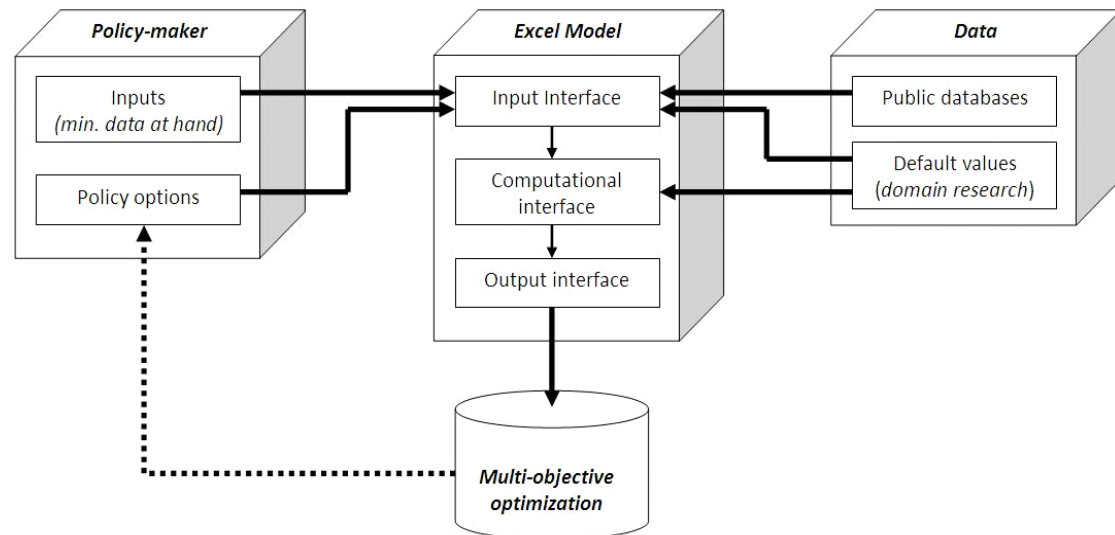 Policy-maker
Inputs
(min. data at hand)
Policy options
Excel Model
Input Interface
Computational
interface
Output interface
Data
Public databases
Default values
(domain research)
Multi-objective
optimization